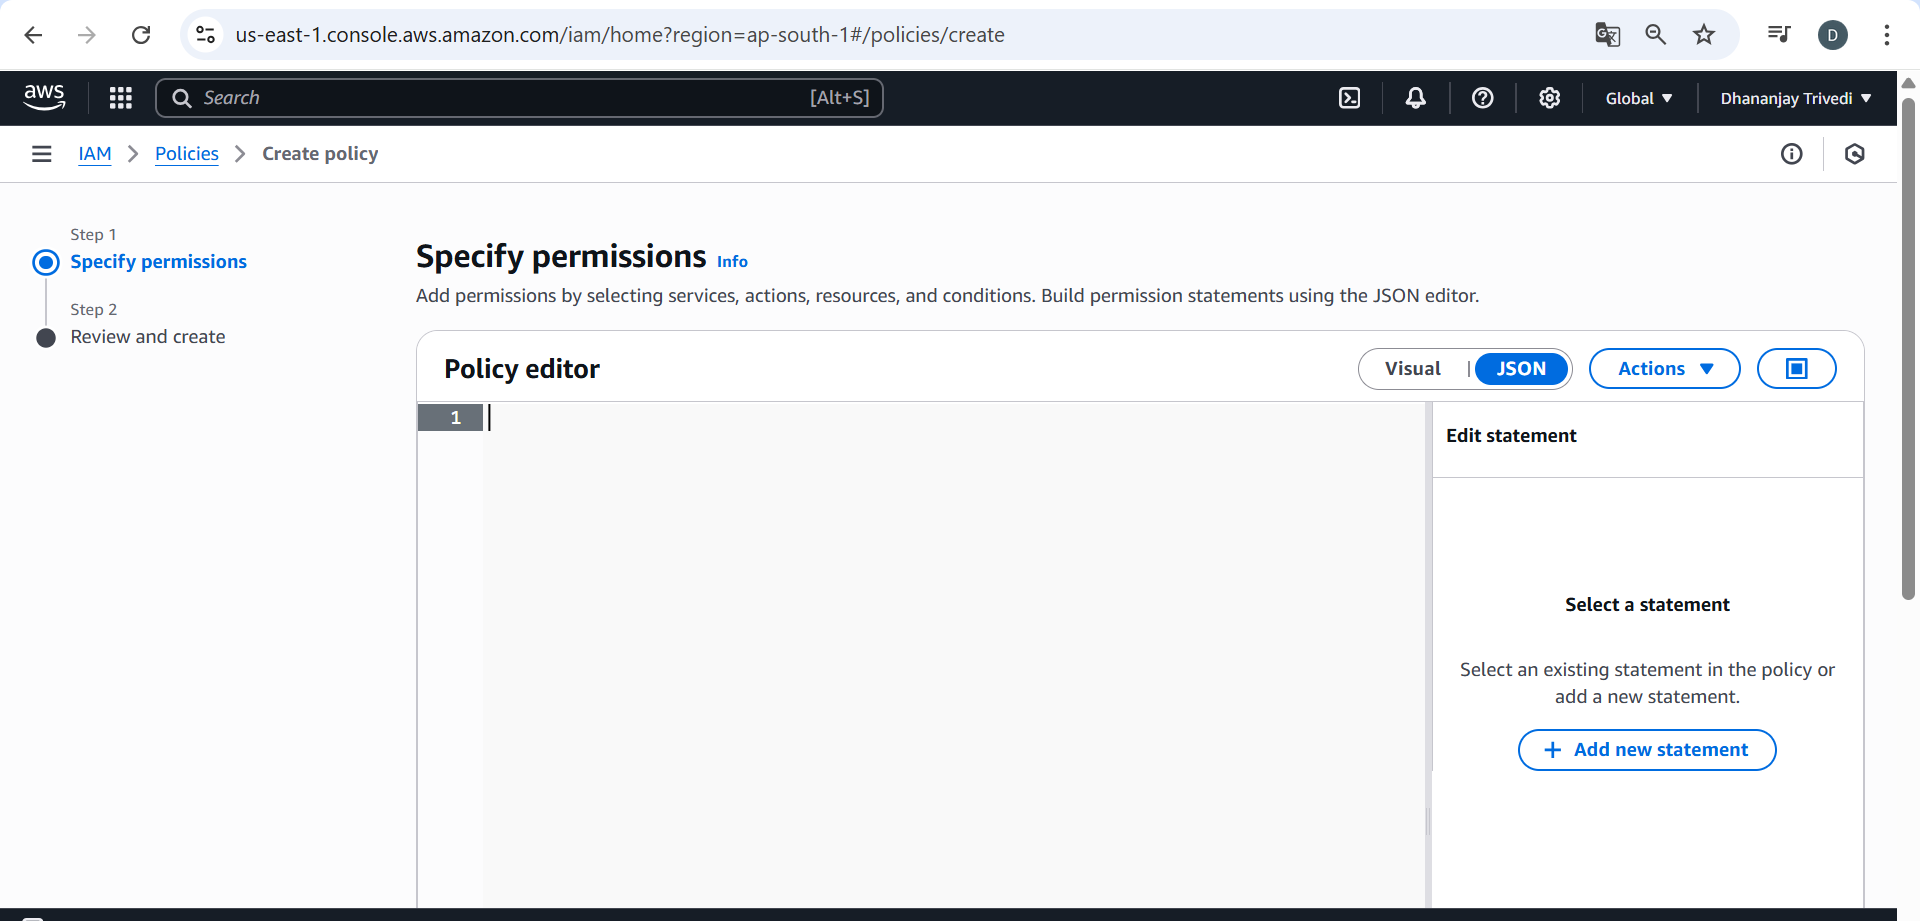 us-east-1.console.aws.amazon.com/iam/home?region=ap-south-1#/policies/create
D
aws
Search
[Alt+S]
Global
Dhananjay Trivedi
IAM
Policies
Create policy
Step 1
Specify permissions
Step 2
Review and create
Specify permissions Info
Add permissions by selecting services, actions, resources, and conditions. Build permission statements using the JSON editor.
Policy editor
Visual
JSON
Actions
1
Edit statement
Select a statement
Select an existing statement in the policy or
add a new statement.
+ Add new statement